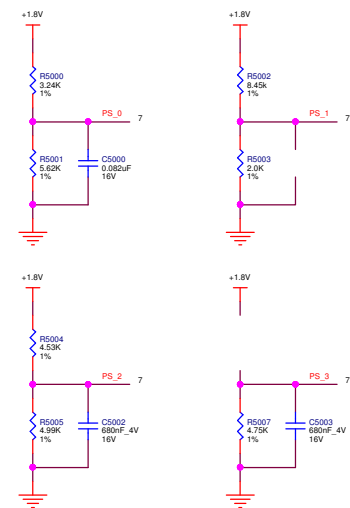 +1.8V
R5000
3.24K
1%
PS_0
7
R5001
5.62K
1%
C5000
0.082uF
16V
+1.8V
R5002
8.45k
1%
PS_1
7
R5003
2.0K
1%
+1.8V
R5004
4.53K
1%
PS_2
7
R5005
4.99K
1%
C5002
680nF_4V
16V
+1.8V
PS_3
7
R5007
4.75K
1%
C5003
680nF_4V
16V